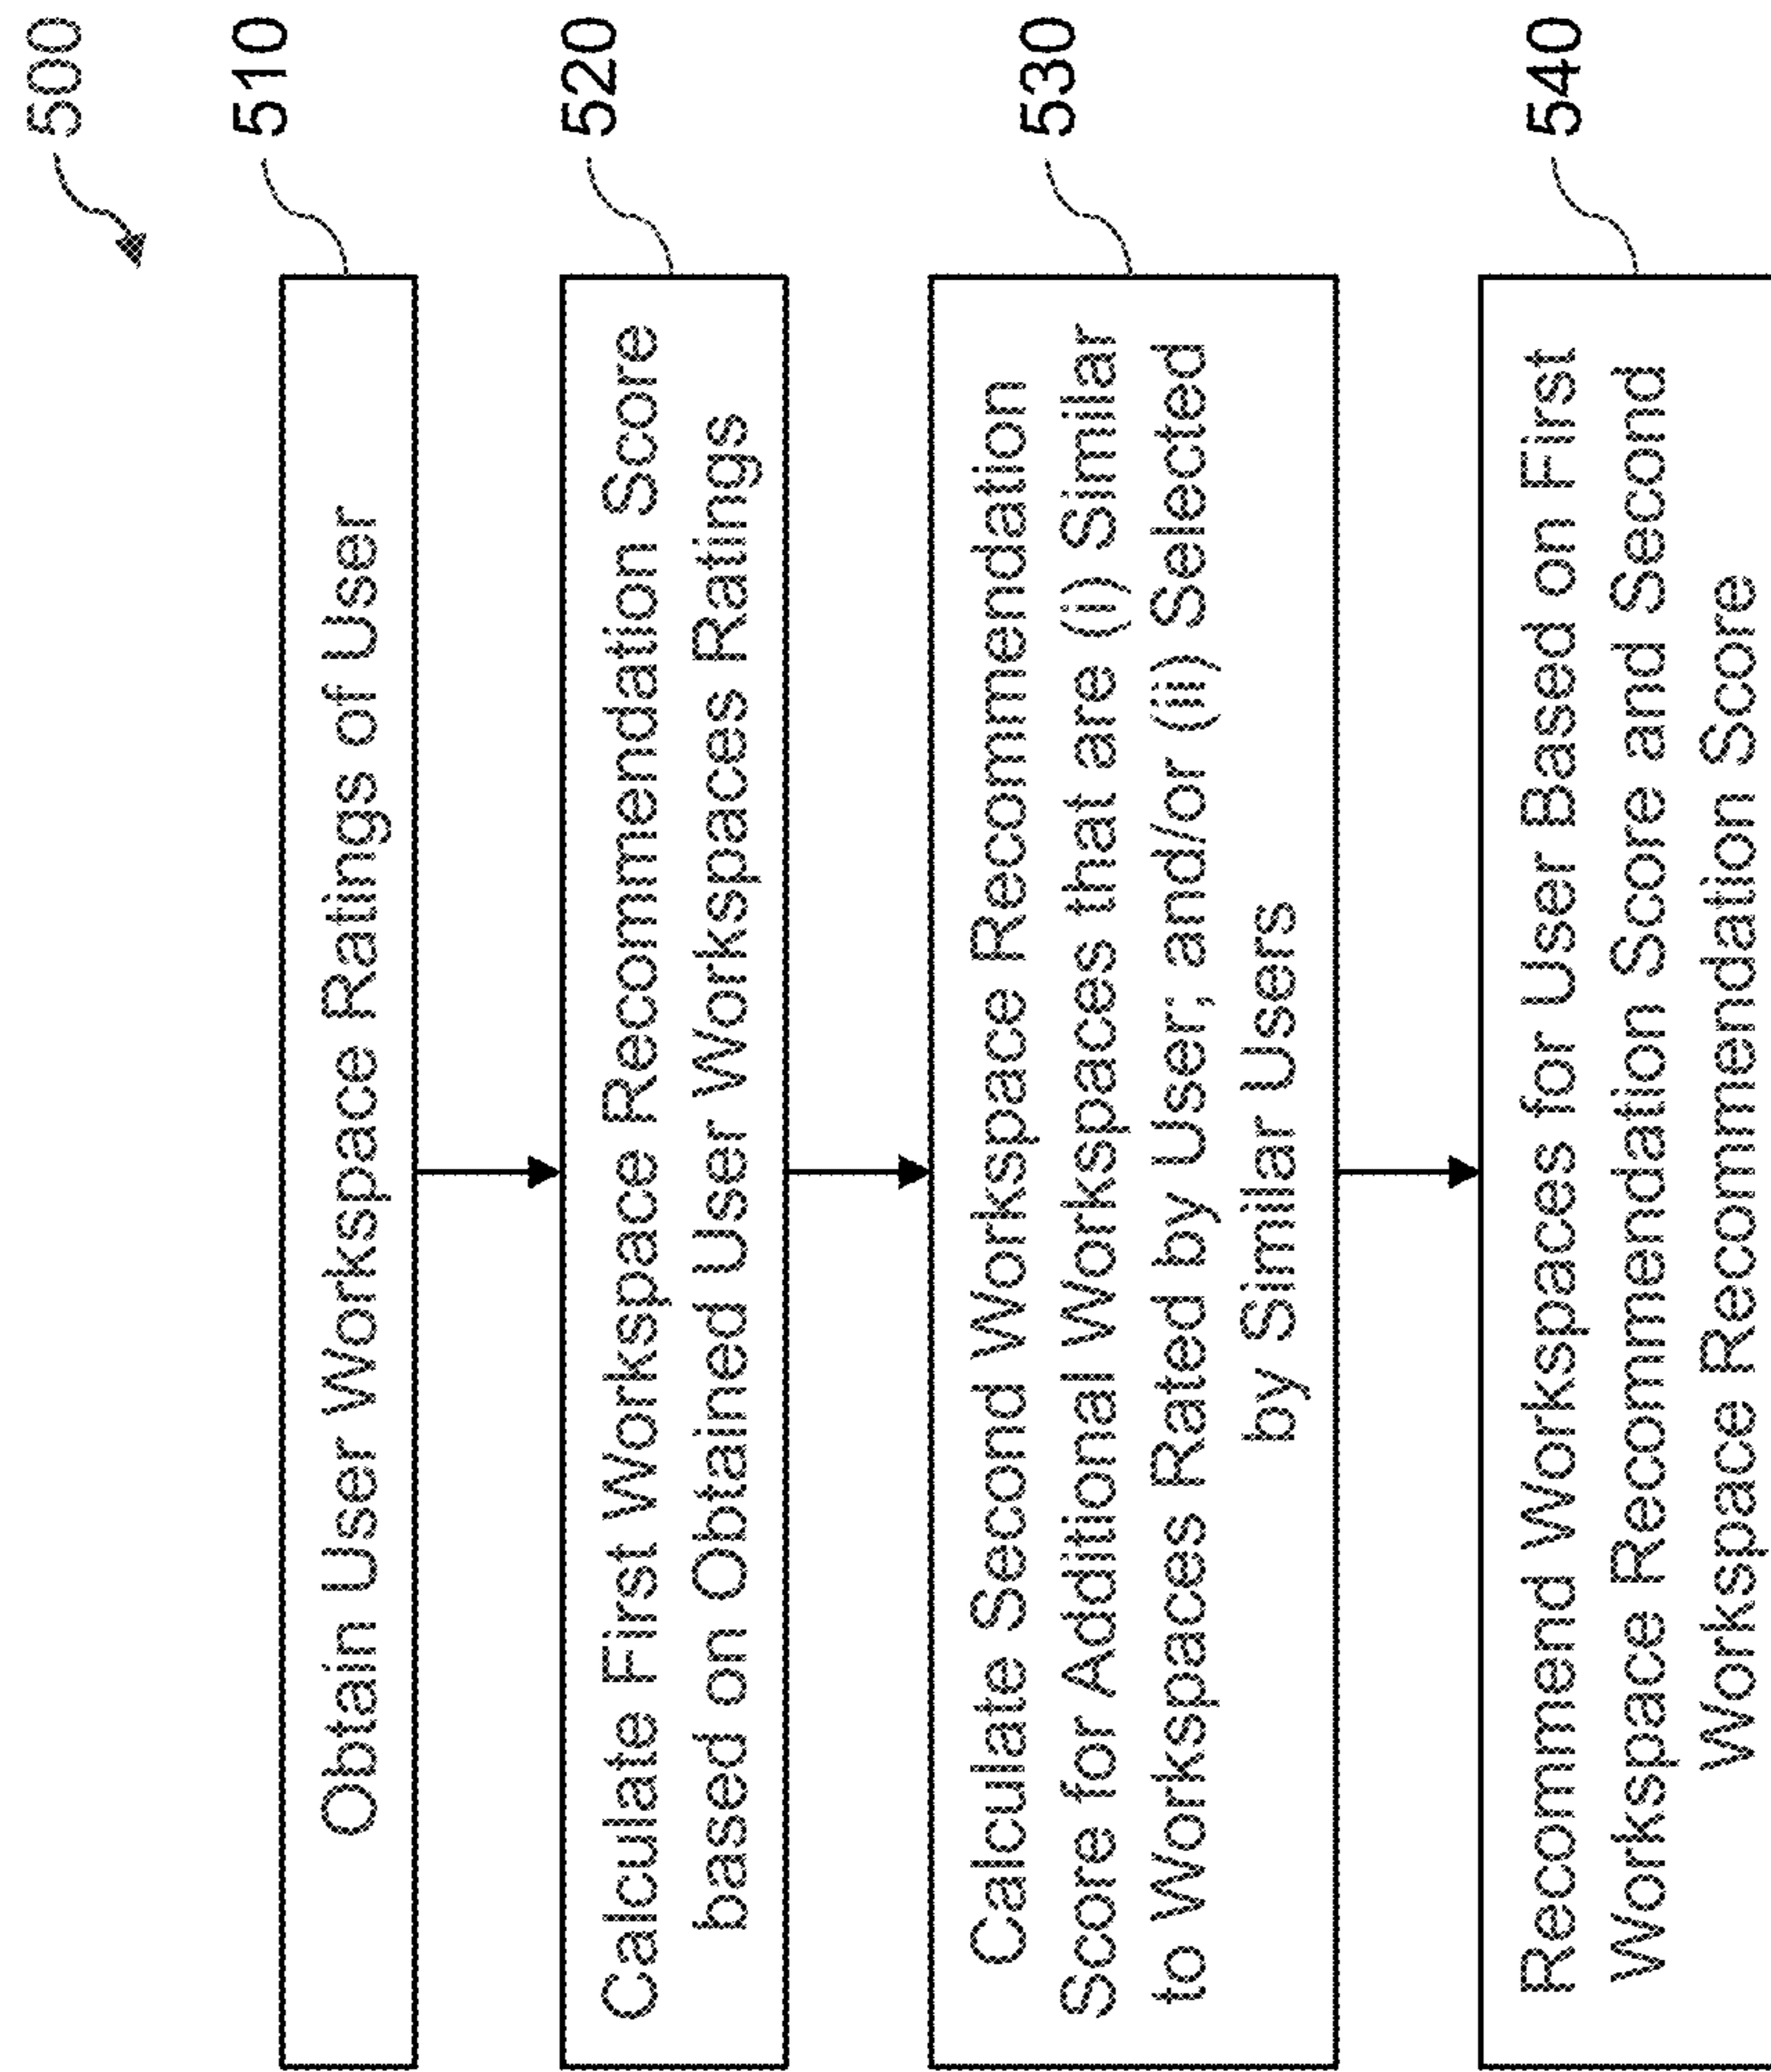 500
510
Obtain User Workspace Ratings of User
520
Calculate First Workspace Recommendation Score
based on Obtained User Workspaces Ratings
530
Calculate Second Workspace Recommendation
Score for Additional Workspaces that are (i) Similar
to Workspaces Rated by User; and/or (ii) Selected
by Similar Users
540
Recommend Workspaces for User Based on First
Workspace Recommendation Score and Second
Workspace Recommendation Score